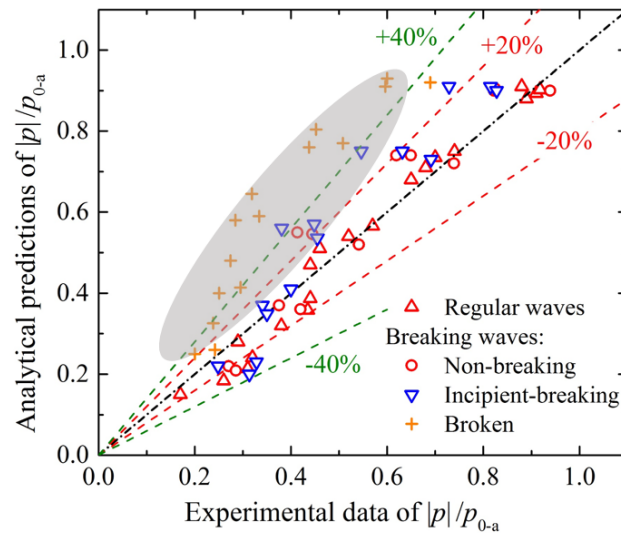 Analytical predictions of |p|/p0-a
1.0
0.8
0.6
0.4
0.2
0.0
+40%
+20%
-20%
-40%
Regular waves
Breaking waves:
Non-breaking
Incipient-breaking
Broken
0.0 0.2 0.4 0.6 0.8 1.0
Experimental data of |p|/p0-a